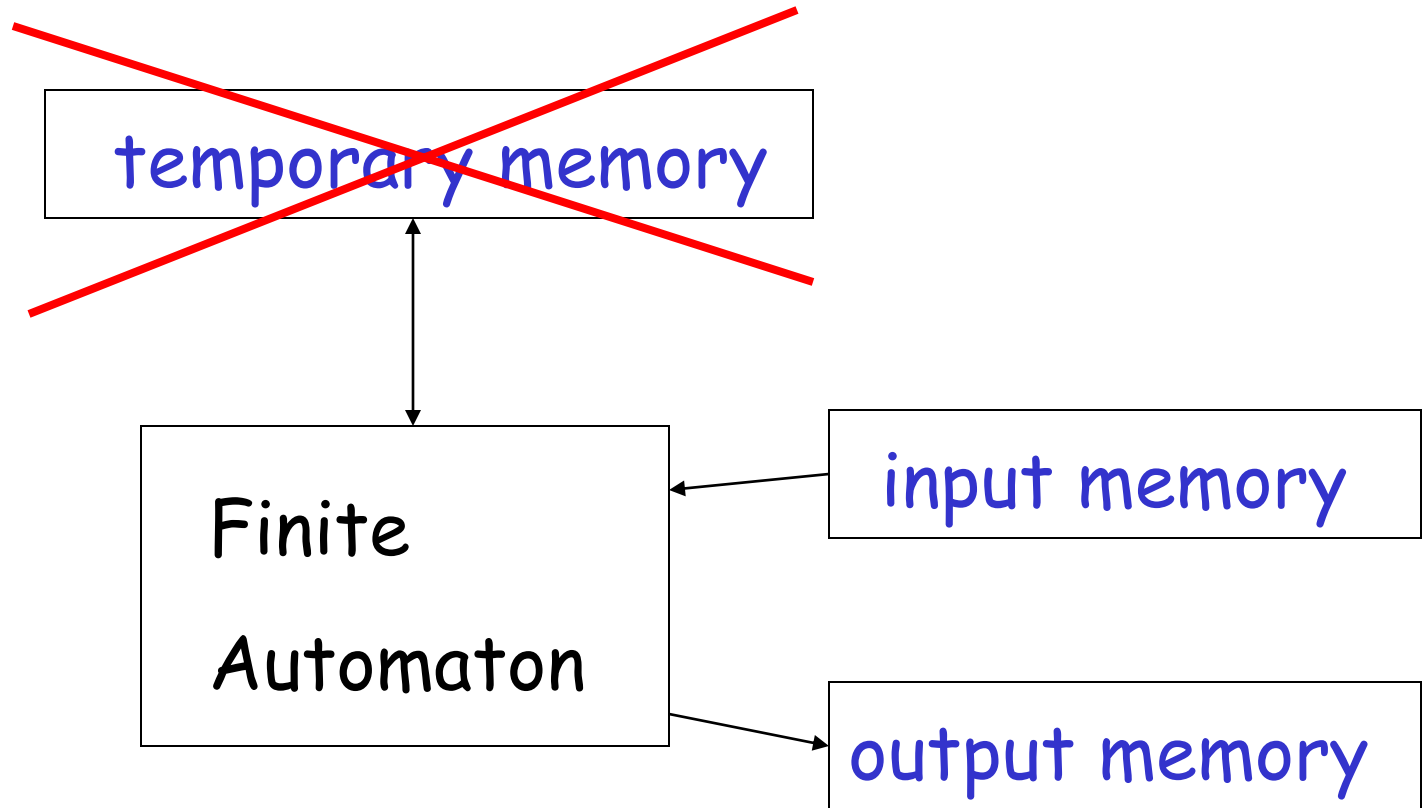 temporary memory
input memory
Finite
Automaton
output memory